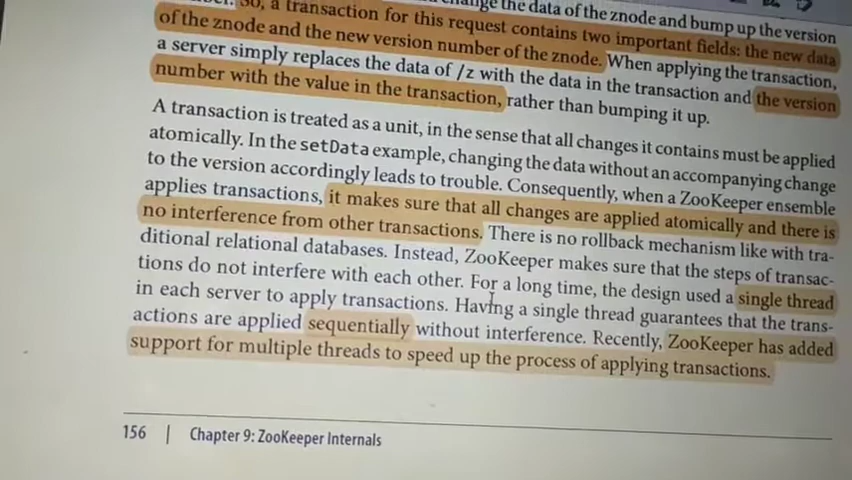 So, a transaction for this request contains two important fields: the new data
change the data of the znode and bump up the version
of the znode and the new version number of the znode. When applying the transaction,
a server simply replaces the data of /z with the data in the transaction and the version
number with the value in the transaction, rather than bumping it up.
A transaction is treated as a unit, in the sense that all changes it contains must be applied
atomically. In the setData example, changing the data without an accompanying change
to the version accordingly leads to trouble. Consequently, when a ZooKeeper ensemble
applies transactions, it makes sure that all changes are applied atomically and there is
no interference from other transactions. There is no rollback mechanism like with tra-
ditional relational databases. Instead, ZooKeeper makes sure that the steps of transac-
tions do not interfere with each other. For a long time, the design used a single thread
in each server to apply transactions. Having a single thread guarantees that the trans-
actions are applied sequentially without interference. Recently, ZooKeeper has added
support for multiple threads to speed up the process of applying transactions.
156 | Chapter 9: ZooKeeper Internals